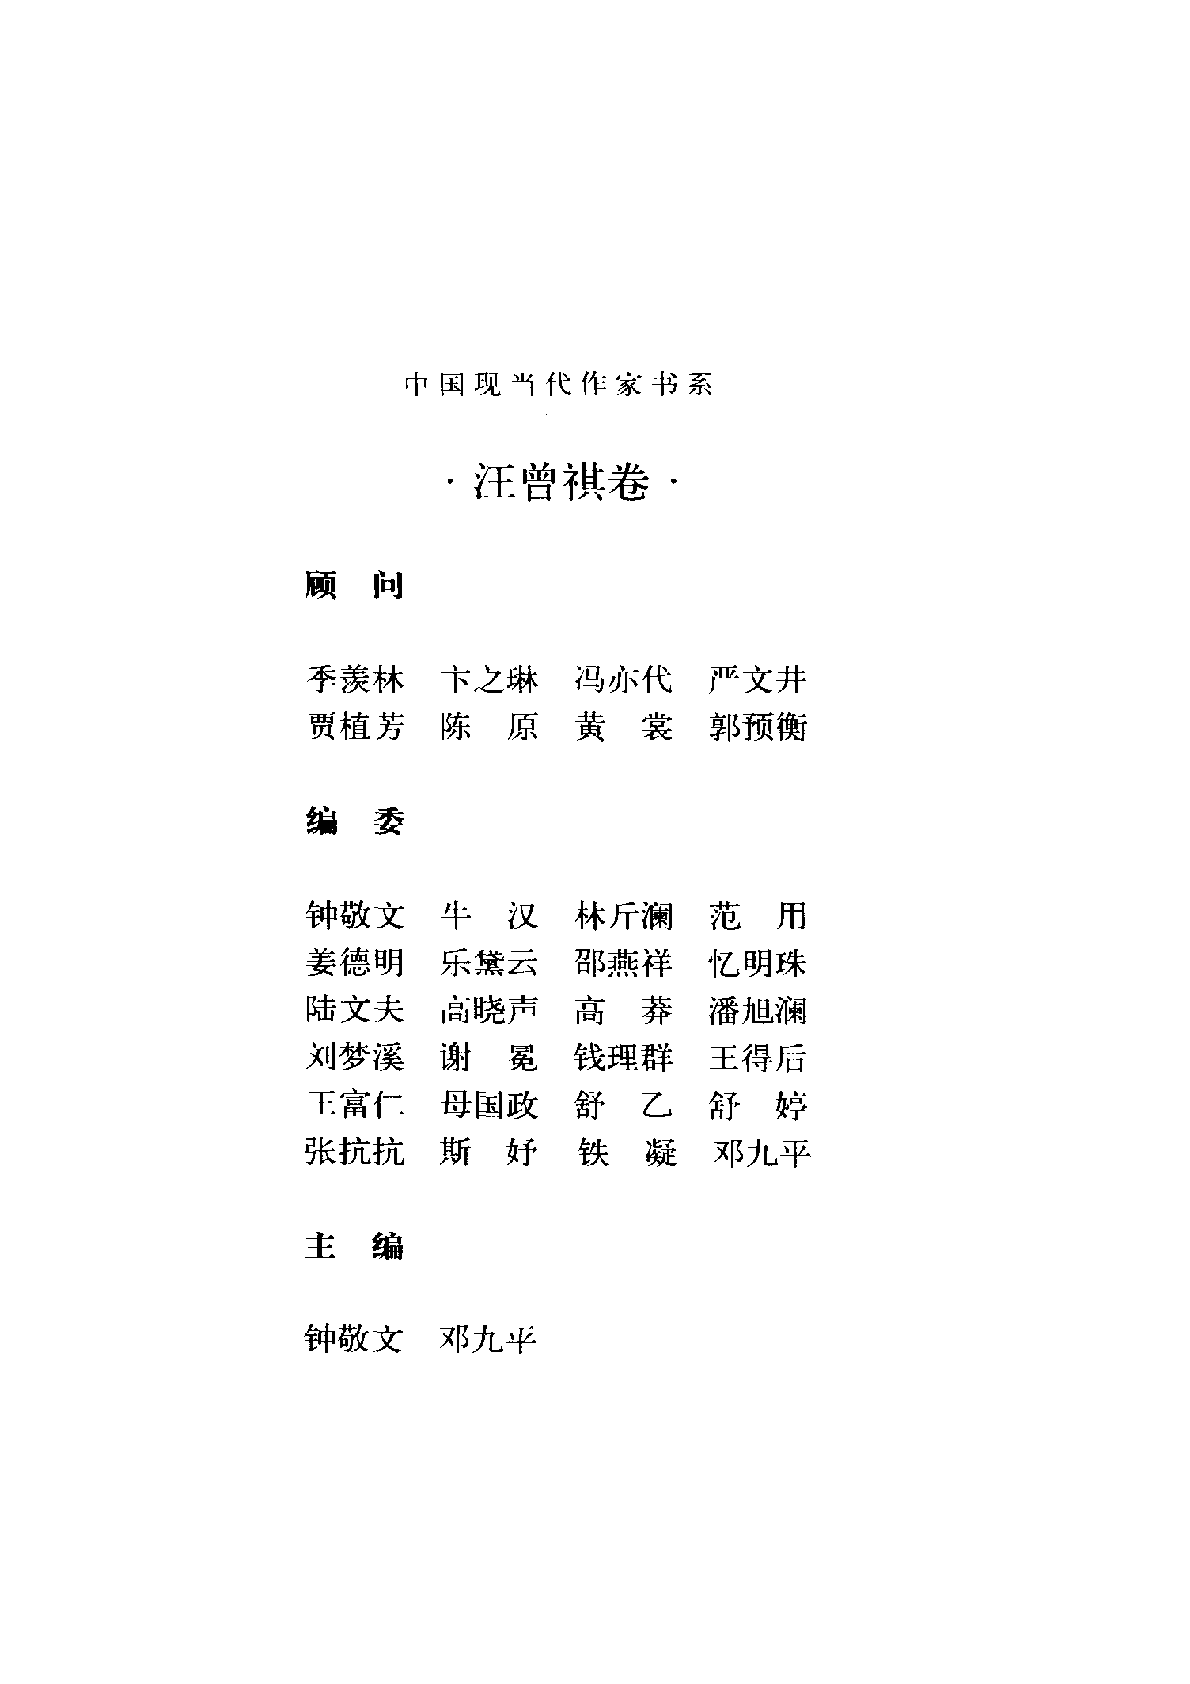 中国现当代作家书系
·汪曾祺卷·
顾 问
季羡林 卞之琳 冯亦代 严文井
贾植芳 陈 原 黄 裳 郭预衡
编 委
钟敬文 牛 汉 林斤澜 范 用
姜德明 乐黛云 邵燕祥 忆明珠
陆文夫 高晓声 高 莽 潘旭澜
刘梦溪 谢 冕 钱理群 王得后
王富仁 母国政 舒 乙 舒 婷
张抗抗 斯 妤 铁 凝 邓九平
主 编
钟敬文 邓九平